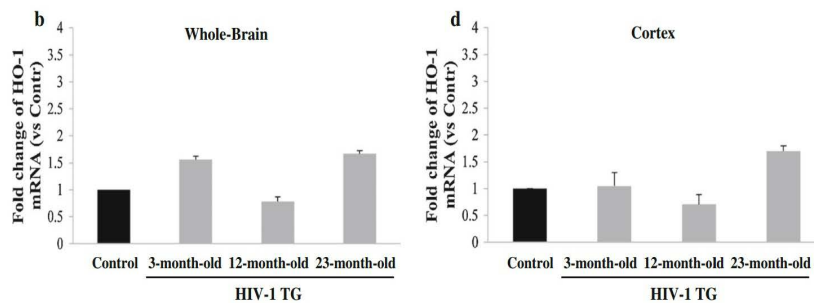 b
Whole-Brain
Fold change of HO-1
mRNA (vs Contr)
4
3.5
3
2.5
2
1.5
1
0.5
0
Control 3-month-old 12-month-old 23-month-old
HIV-1 TG
d
Cortex
Fold change of HO-1
mRNA (vs Contr)
4
3.5
3
2.5
2
1.5
1
0.5
0
Control 3-month-old 12-month-old 23-month-old
HIV-1 TG